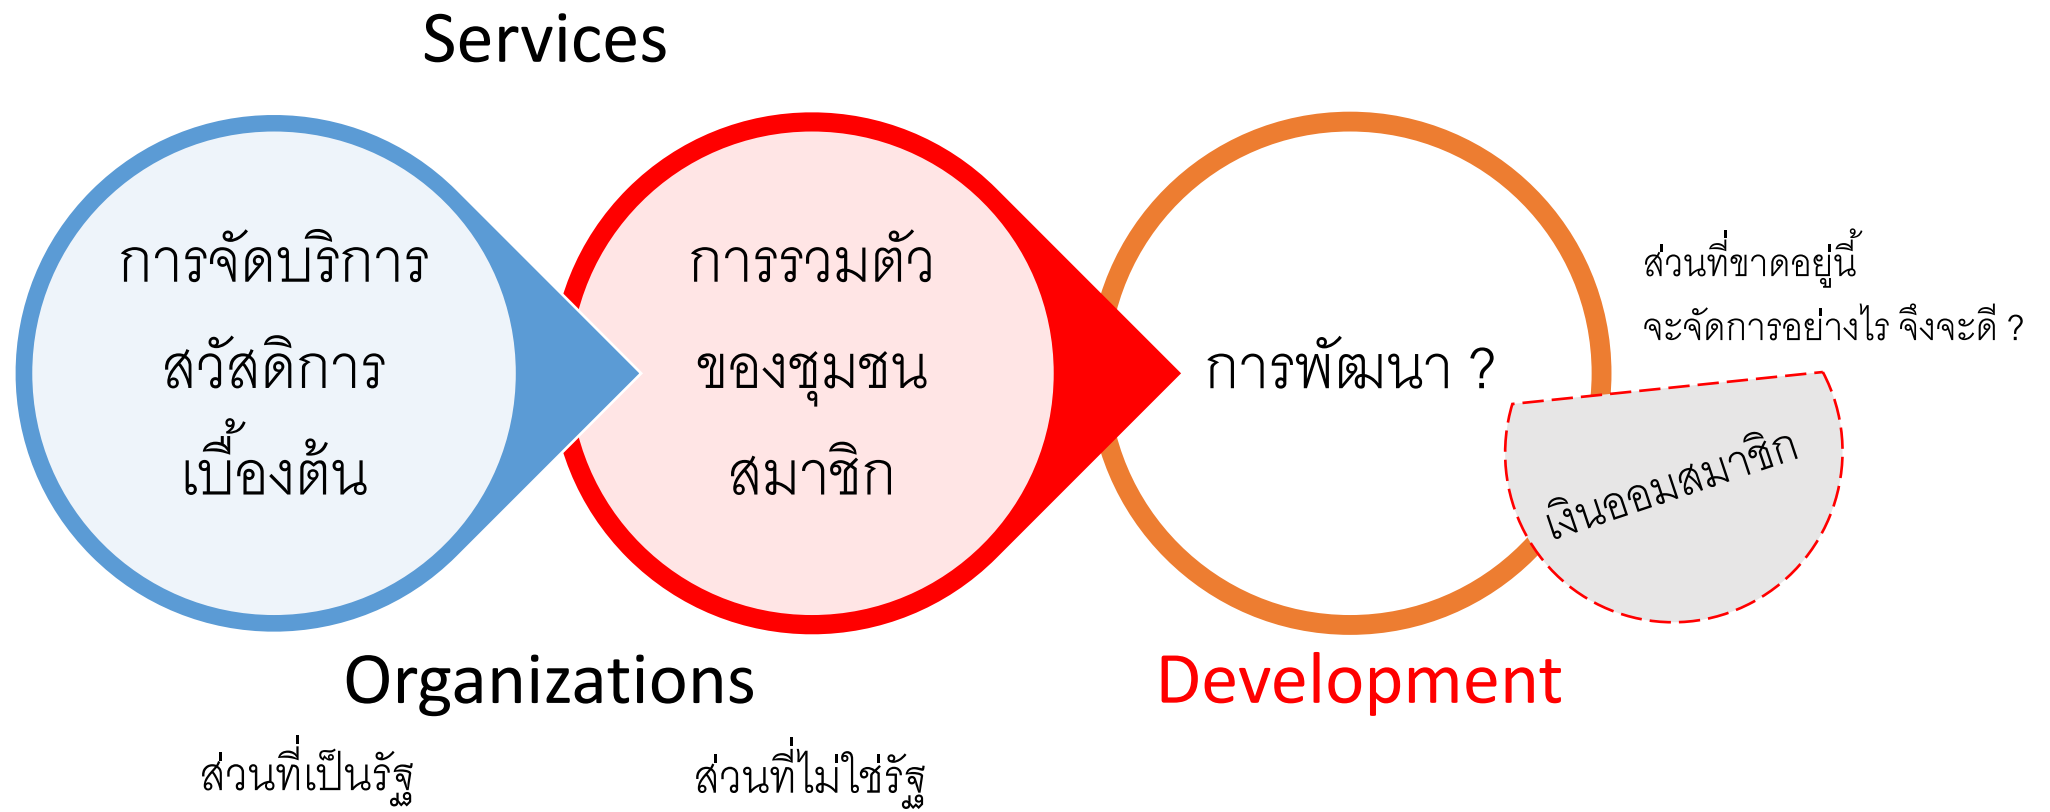 Services
การจัดบริการ
สวัสดิการ
เบื้องต้น
การรวมตัว
ของชุมชน
สมาชิก
การพัฒนา ?
ส่วนที่ขาดอยู่นี้
จะจัดการอย่างไร จึงจะดี ?
เงินออมสมาชิก
Organizations
Development
ส่วนที่เป็นรัฐ
ส่วนที่ไม่ใช่รัฐ